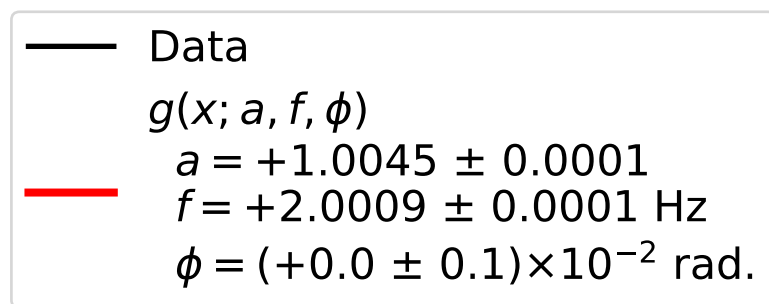 Data
g(x; a, f, ϕ)
a = +1.0045 ± 0.0001
f = +2.0009 ± 0.0001 Hz
ϕ = (+0.0 ± 0.1)×10⁻² rad.